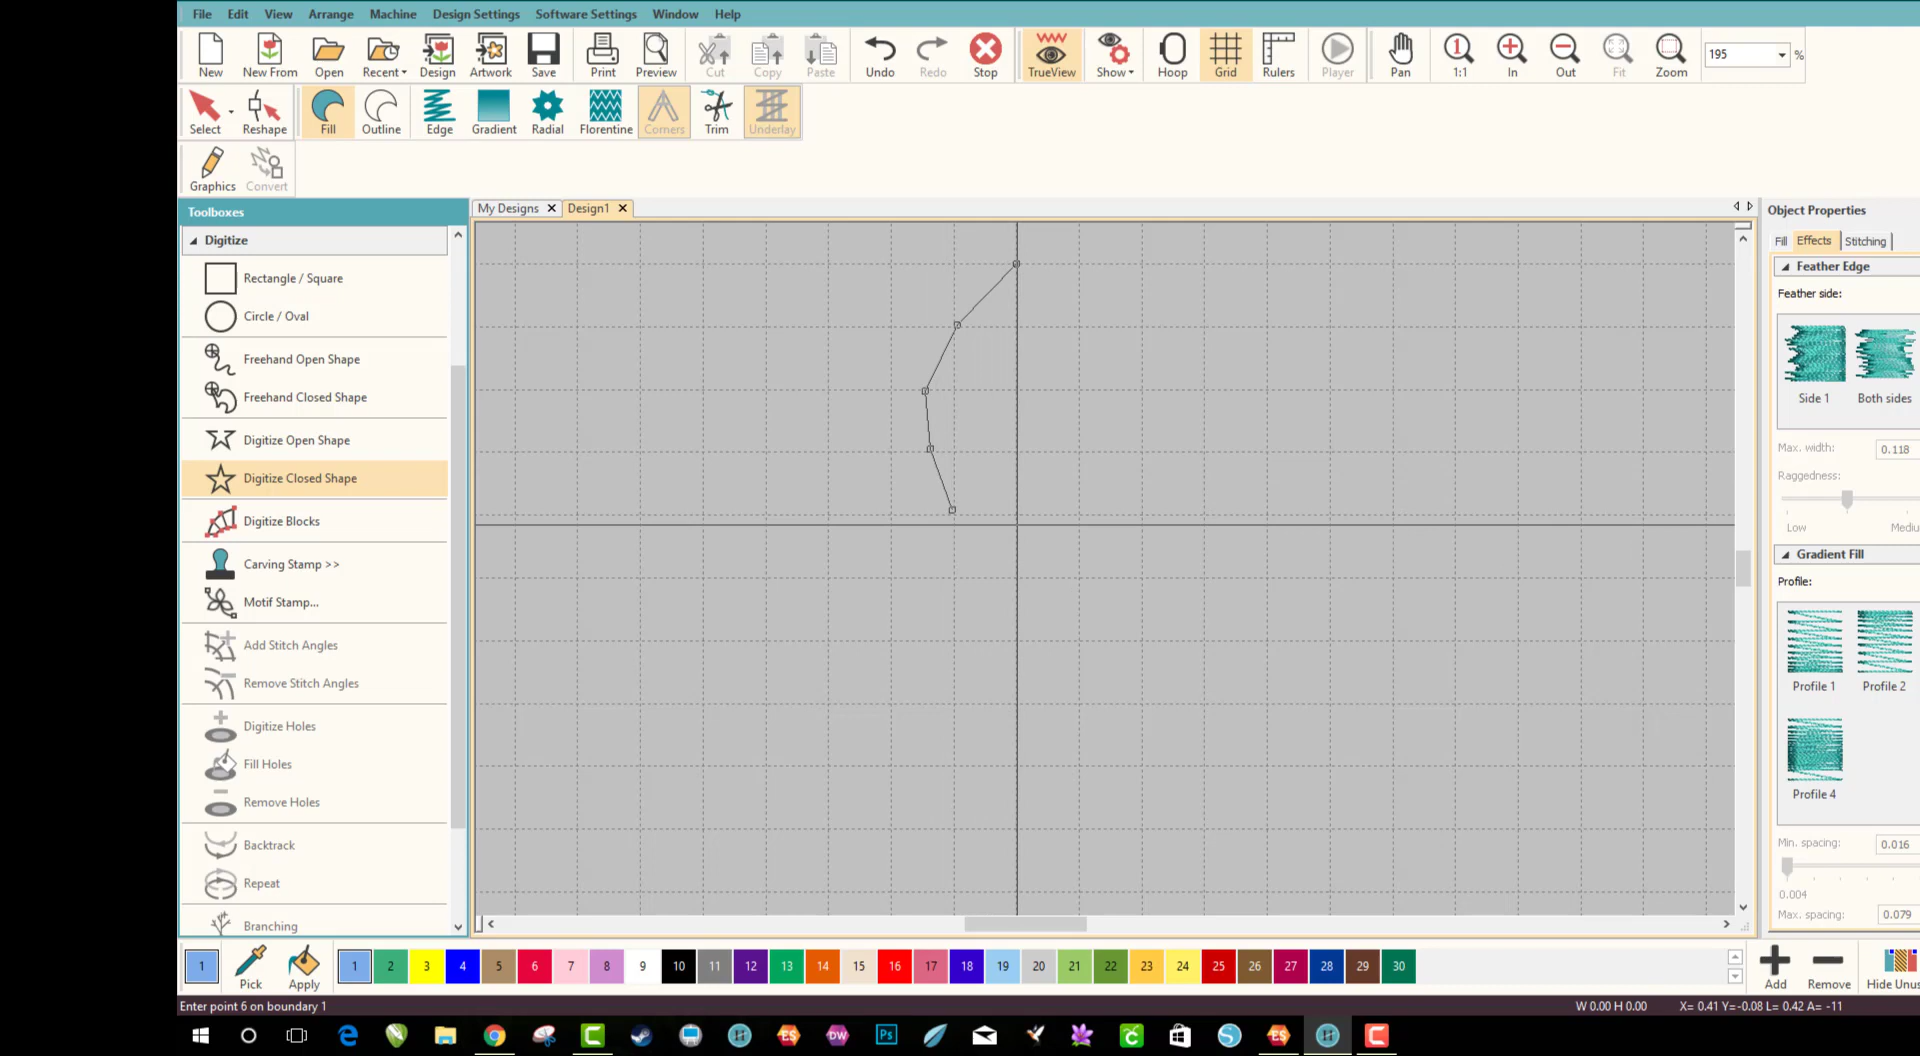 File Edit View Arrange Machine Design Settings Software Settings Window Help
New New From Open Recent Design Artwork Save Print Preview Cut Copy Paste Undo Redo Stop TrueView Show Hoop Grid Rulers Player Pan 1:1 In Out Fit Zoom 195 %
Select Reshape Fill Outline Edge Gradient Radial Florentine Corners Trim Underlay
Graphics Convert
Toolboxes
Digitize
Rectangle / Square
Circle / Oval
Freehand Open Shape
Freehand Closed Shape
Digitize Open Shape
Digitize Closed Shape
Digitize Blocks
Carving Stamp >>
Motif Stamp...
Add Stitch Angles
Remove Stitch Angles
Digitize Holes
Fill Holes
Remove Holes
Backtrack
Repeat
Branching
My Designs Design1
Object Properties
Fill Effects Stitching
Feather Edge
Feather side:
Side 1 Both sides
Max. width: 0.118
Raggedness:
Low Mediu
Gradient Fill
Profile:
Profile 1 Profile 2
Profile 4
Min. spacing: 0.016
0.004
Max. spacing: 0.079
1 Pick Apply 1 2 3 4 5 6 7 8 9 10 11 12 13 14 15 16 17 18 19 20 21 22 23 24 25 26 27 28 29 30 Add Remove Hide Unus
Enter point 6 on boundary 1 W 0.00 H 0.00 X= 0.41 Y=-0.08 L= 0.42 A= -11
H ES DW Ps ES H